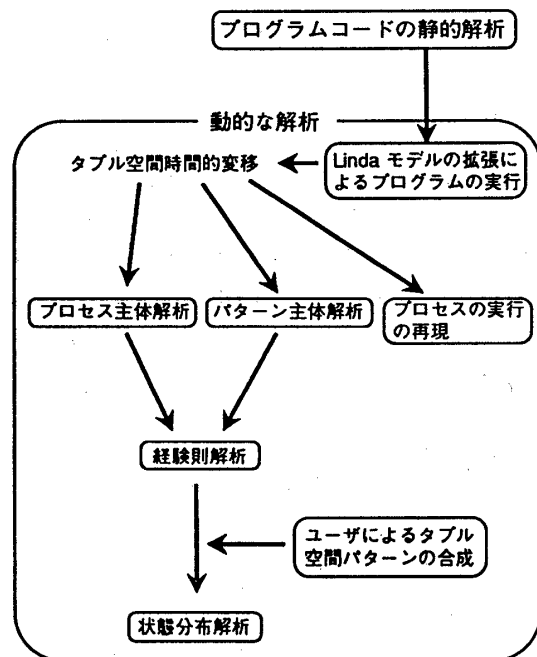 プログラムコードの静的解析
動的な解析
タブル空間時間的変移
Linda モデルの拡張に
よるプログラムの実行
プロセス主体解析
パターン主体解析
プロセスの実行
の再現
経験則解析
ユーザによるタブル
空間パターンの合成
状態分布解析